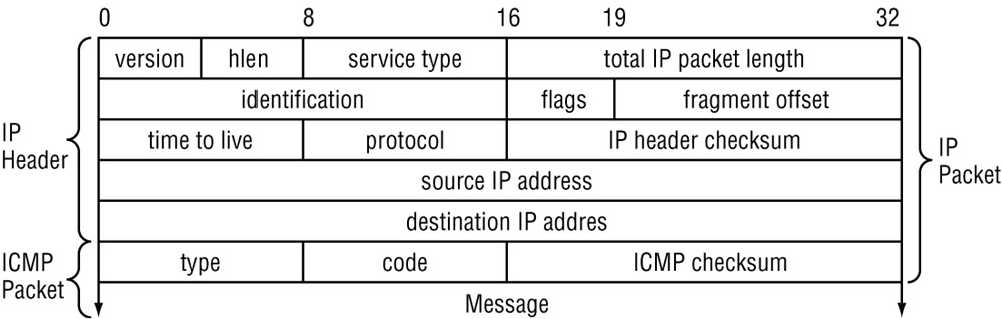 0 8 16 19 32
version hlen service type total IP packet length
identification flags fragment offset
time to live protocol IP header checksum
source IP address
destination IP addres
type code ICMP checksum
Message
IP
Header
ICMP
Packet
IP
Packet